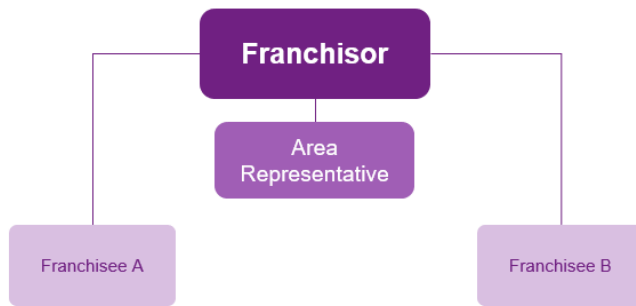 Franchisor
Area
Representative
Franchisee A
Franchisee B